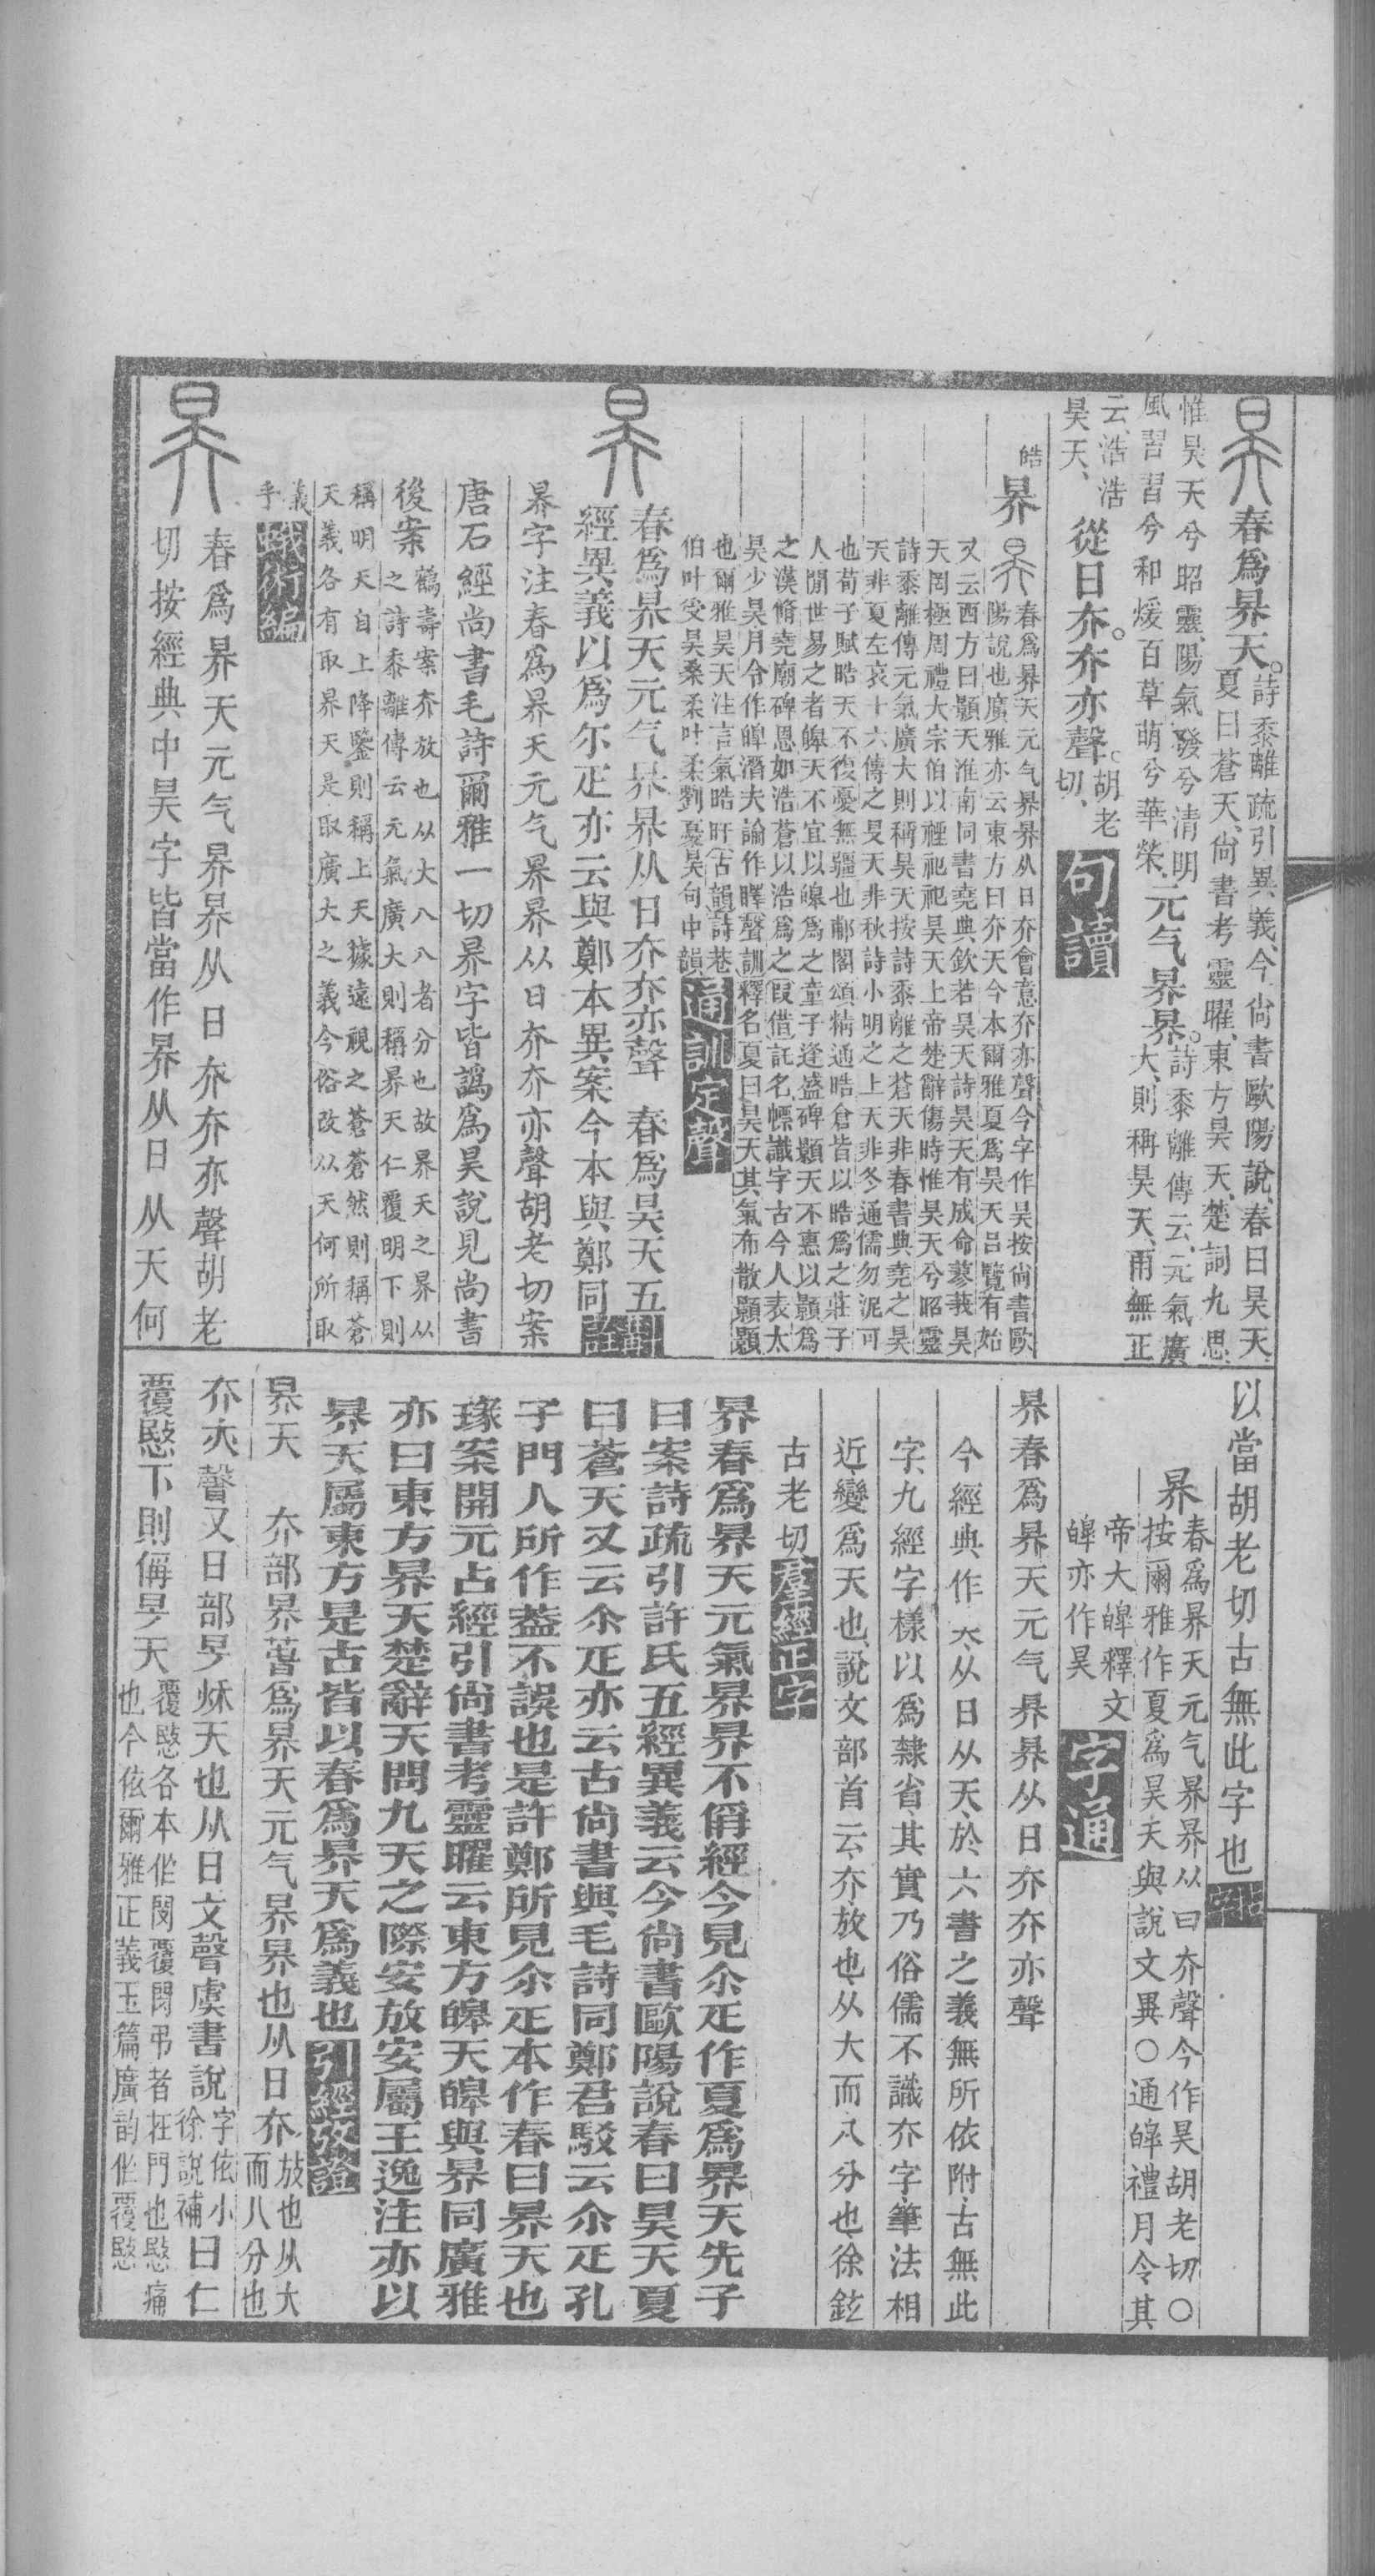 昦
春爲昦天。
詩黍離疏引異義、今尚書歐陽說、春曰昊天、
夏曰蒼天、尚書考靈曜、東方昊天、楚詞九思、
惟昊天兮昭靈、陽氣發兮清明
風習習兮和煖百草萌兮華榮、
元气昦昦。
詩黍離傳云、元氣廣
大、則稱昊天、雨無正
云、浩浩
昊天、
從日夰。夰亦聲。
胡老
切、
句讀
皓
昦
春爲昦天元气昦昦从日夰會意夰亦聲今字作昊按尚書歐
陽說也廣雅亦云東方曰夰天今本爾雅夏爲昊天呂覽有始
又云西方曰顥天淮南同書堯典欽若昊天詩昊天有成命蓼莪昊
天罔極周禮大宗伯以禋祀祀昊天上帝楚辭傷時惟昊天兮昭靈
詩黍離傳元氣廣大則稱昊天按詩黍離之蒼天非春書典堯之昊
天非夏左哀十六傳之旻天非秋詩小明之上天非冬通儒勿泥可
也荀子賦晧天不復憂無疆也郙閣頌精通晧倉皆以晧爲之莊子
人閒世易之者皞天不宜以皞爲之童子逢盛碑顥天不惠以顥爲
之漢脩堯廟碑恩如浩蒼以浩爲之假借託名幖識字古今人表太
昊少昊月令作皞潛夫論作暤聲訓釋名夏曰昊天其氣布散顥顥
也爾雅昊天注言氣晧旰古韻詩巷
伯叶受昊桑柔叶柔劉憂昊句中韻
通訓定聲
昦
春爲昦天元气昦昦从日夰夰亦聲　春爲昊天五
經異義以爲尔疋亦云與鄭本異案今本與鄭同
昦字注春爲昦天元气昦昦从日夰夰亦聲胡老切案
唐石經尚書毛詩爾雅一切昦字皆譌爲昊說見尚書
後案
鶴壽案夰放也从大八八者分也故昦天之昦从
之詩黍離傳云元氣廣大則稱昦天仁覆明下則
稱明天自上降鑒則稱上天據遠視之蒼蒼然則稱蒼
天義各有取昦天是取廣大之義今俗改从天何所取
義
乎
蛾術編
昦
春爲昦天元气昦昦从日夰夰亦聲胡老
切按經典中昊字皆當作昦从日从天何
以當胡老切古無此字也
昦
春爲昦天元气昦昦从日夰聲今作昊胡老切〇
按爾雅作夏爲昊天與說文異〇通皞禮月令其
帝大皞釋文
皞亦作昊
字通
昦春爲昦天元气昦昦从日夰夰亦聲
今經典作大从日从天於六書之義無所依附古無此
字、九經字樣以爲隸省其實乃俗儒不識夰字筆法相
近變爲天也說文部首云夰放也从大而八分也徐鉉
古老切
羣經正字
昦春爲昦天元氣昦昦不偁經今見尒疋作夏爲昦天先子
曰案詩疏引許氏五經異義云今尚書歐陽說春曰昊天夏
曰蒼天又云尒疋亦云古尚書與毛詩同鄭君駁云尒疋孔
子門人所作蓋不誤也是許鄭所見尒疋本作春曰昦天也
瑑案開元占經引尚書考靈曜云東方皞天皞與昦同廣雅
亦曰東方昦天楚辭天問九天之際安放安屬王逸注亦以
昦天屬東方是古皆以春爲昦天爲義也
引經攷證
昦天　夰部昦萅爲昦天元气昦昦也从日夰
放也从大
而八分也
夰亦聲又日部旻秌天也从日文聲虞書說
字依小
徐說補
曰仁
覆愍下則偁旻天
覆愍各本作閔覆閔弔者在門也愍痛
也今依爾雅正義玉篇廣韵作覆愍